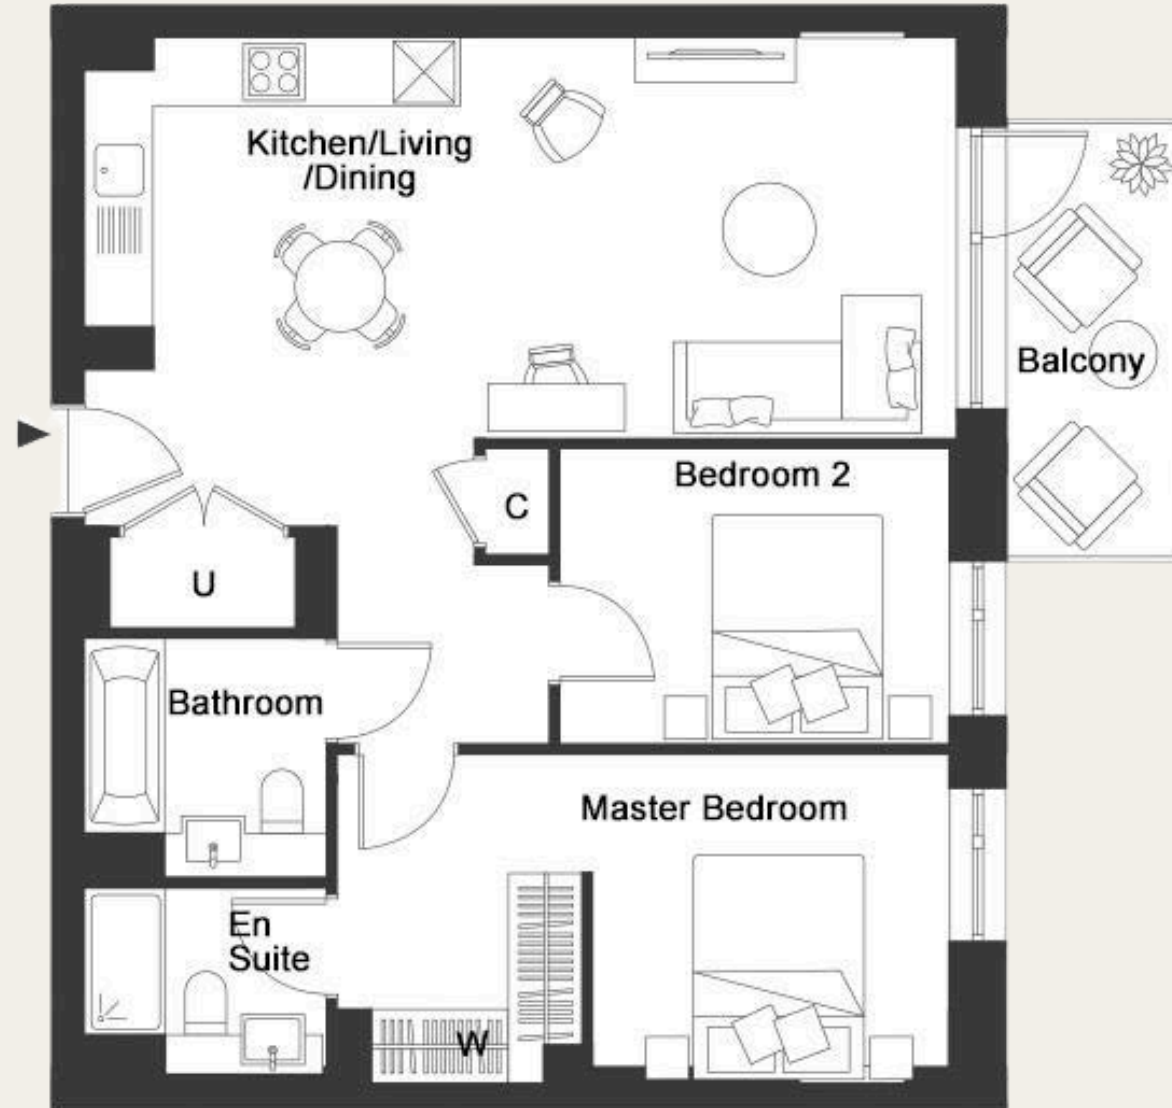 Kitchen/Living
/Dining
Balcony
Bedroom 2
C
U
Bathroom
Master Bedroom
En
Suite
W